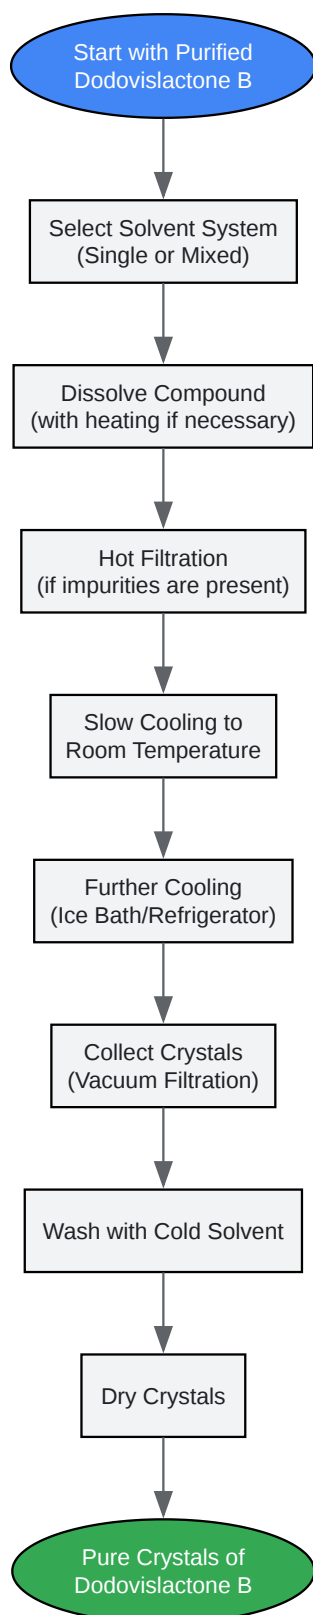 Start with Purified
Dodovislactone B
Select Solvent System
(Single or Mixed)
Dissolve Compound
(with heating if necessary)
Hot Filtration
(if impurities are present)
Slow Cooling to
Room Temperature
Further Cooling
(Ice Bath/Refrigerator)
Collect Crystals
(Vacuum Filtration)
Wash with Cold Solvent
Dry Crystals
Pure Crystals of
Dodovislactone B